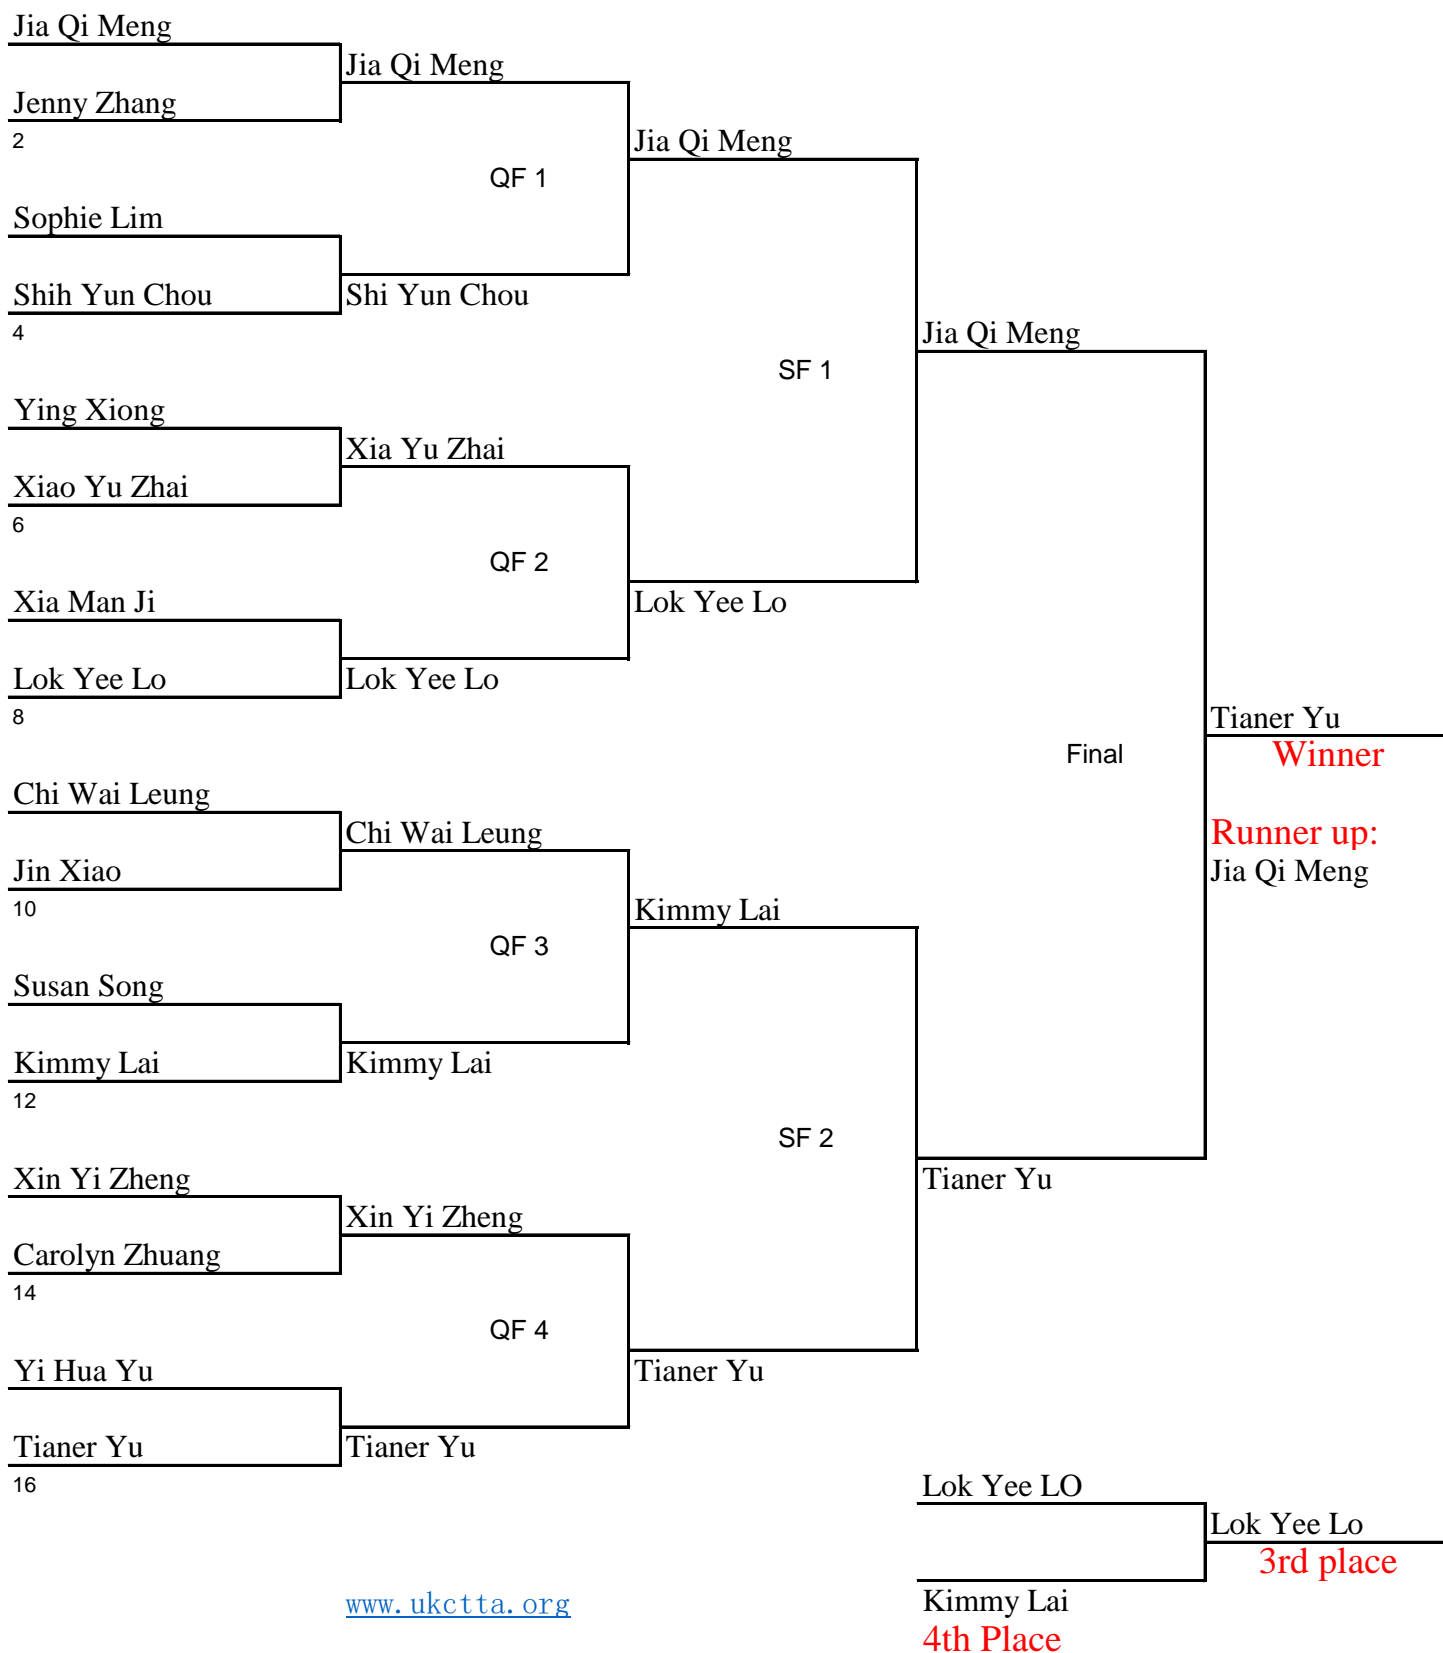 Jia Qi Meng
Jia Qi Meng
Jenny Zhang
2
Jia Qi Meng
QF 1
Sophie Lim
Shih Yun Chou
Shi Yun Chou
4
Jia Qi Meng
SF 1
Ying Xiong
Xia Yu Zhai
Xiao Yu Zhai
6
QF 2
Xia Man Ji
Lok Yee Lo
Lok Yee Lo
Lok Yee Lo
8
Tianer Yu
Final
Winner
Chi Wai Leung
Chi Wai Leung
Runner up:
Jin Xiao
Jia Qi Meng
10
Kimmy Lai
QF 3
Susan Song
Kimmy Lai
Kimmy Lai
12
SF 2
Xin Yi Zheng
Tianer Yu
Xin Yi Zheng
Carolyn Zhuang
14
QF 4
Yi Hua Yu
Tianer Yu
Tianer Yu
Tianer Yu
16
Lok Yee LO
Lok Yee Lo
3rd place
www.ukctta.org
Kimmy Lai
4th Place